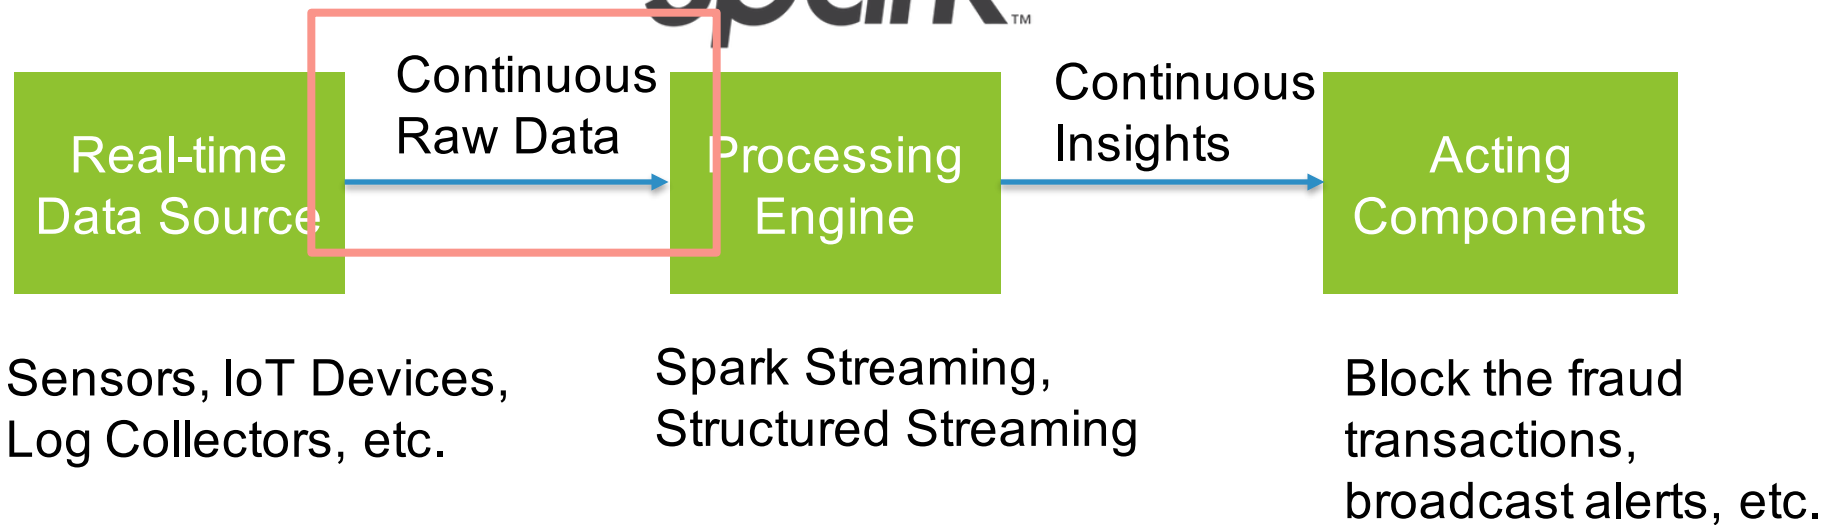 Spark™
Continuous
Raw Data
Continuous
Insights
Real-time
Data Source
Processing
Engine
Acting
Components
Sensors, IoT Devices,
Log Collectors, etc.
Spark Streaming,
Structured Streaming
Block the fraud
transactions,
broadcast alerts, etc.